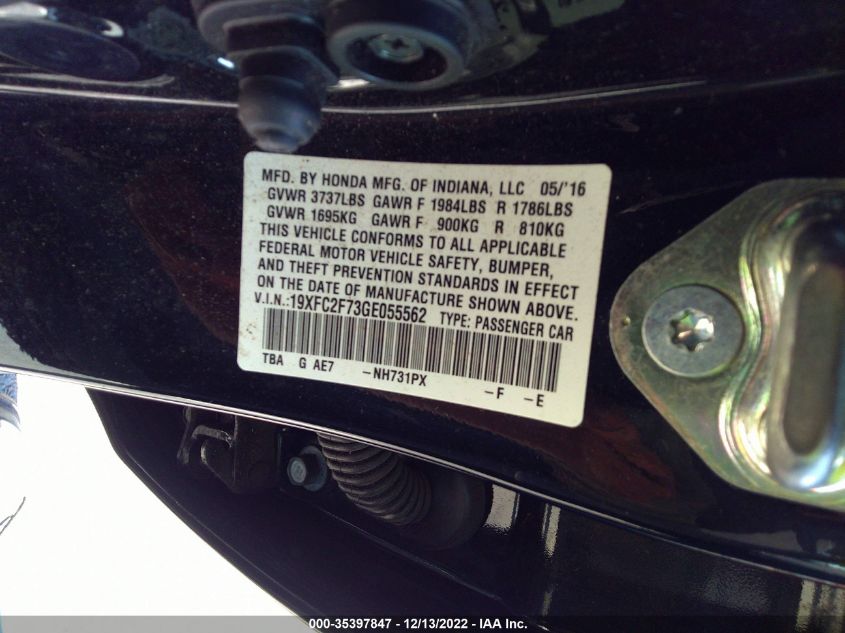 MFD. BY HONDA MFG. OF INDIANA, LLC 05/'16
GVWR 3737LBS GAWR F 1984LBS R 1786LBS
GVWR 1695KG GAWR F 900KG R 810KG
THIS VEHICLE CONFORMS TO ALL APPLICABLE
FEDERAL MOTOR VEHICLE SAFETY, BUMPER,
AND THEFT PREVENTION STANDARDS IN EFFECT
ON THE DATE OF MANUFACTURE SHOWN ABOVE.
V.I.N.:19XFC2F73GE055562 TYPE: PASSENGER CAR
TBA G AE7 -NH731PX -F -E
000-35397847 - 12/13/2022 - IAA Inc.